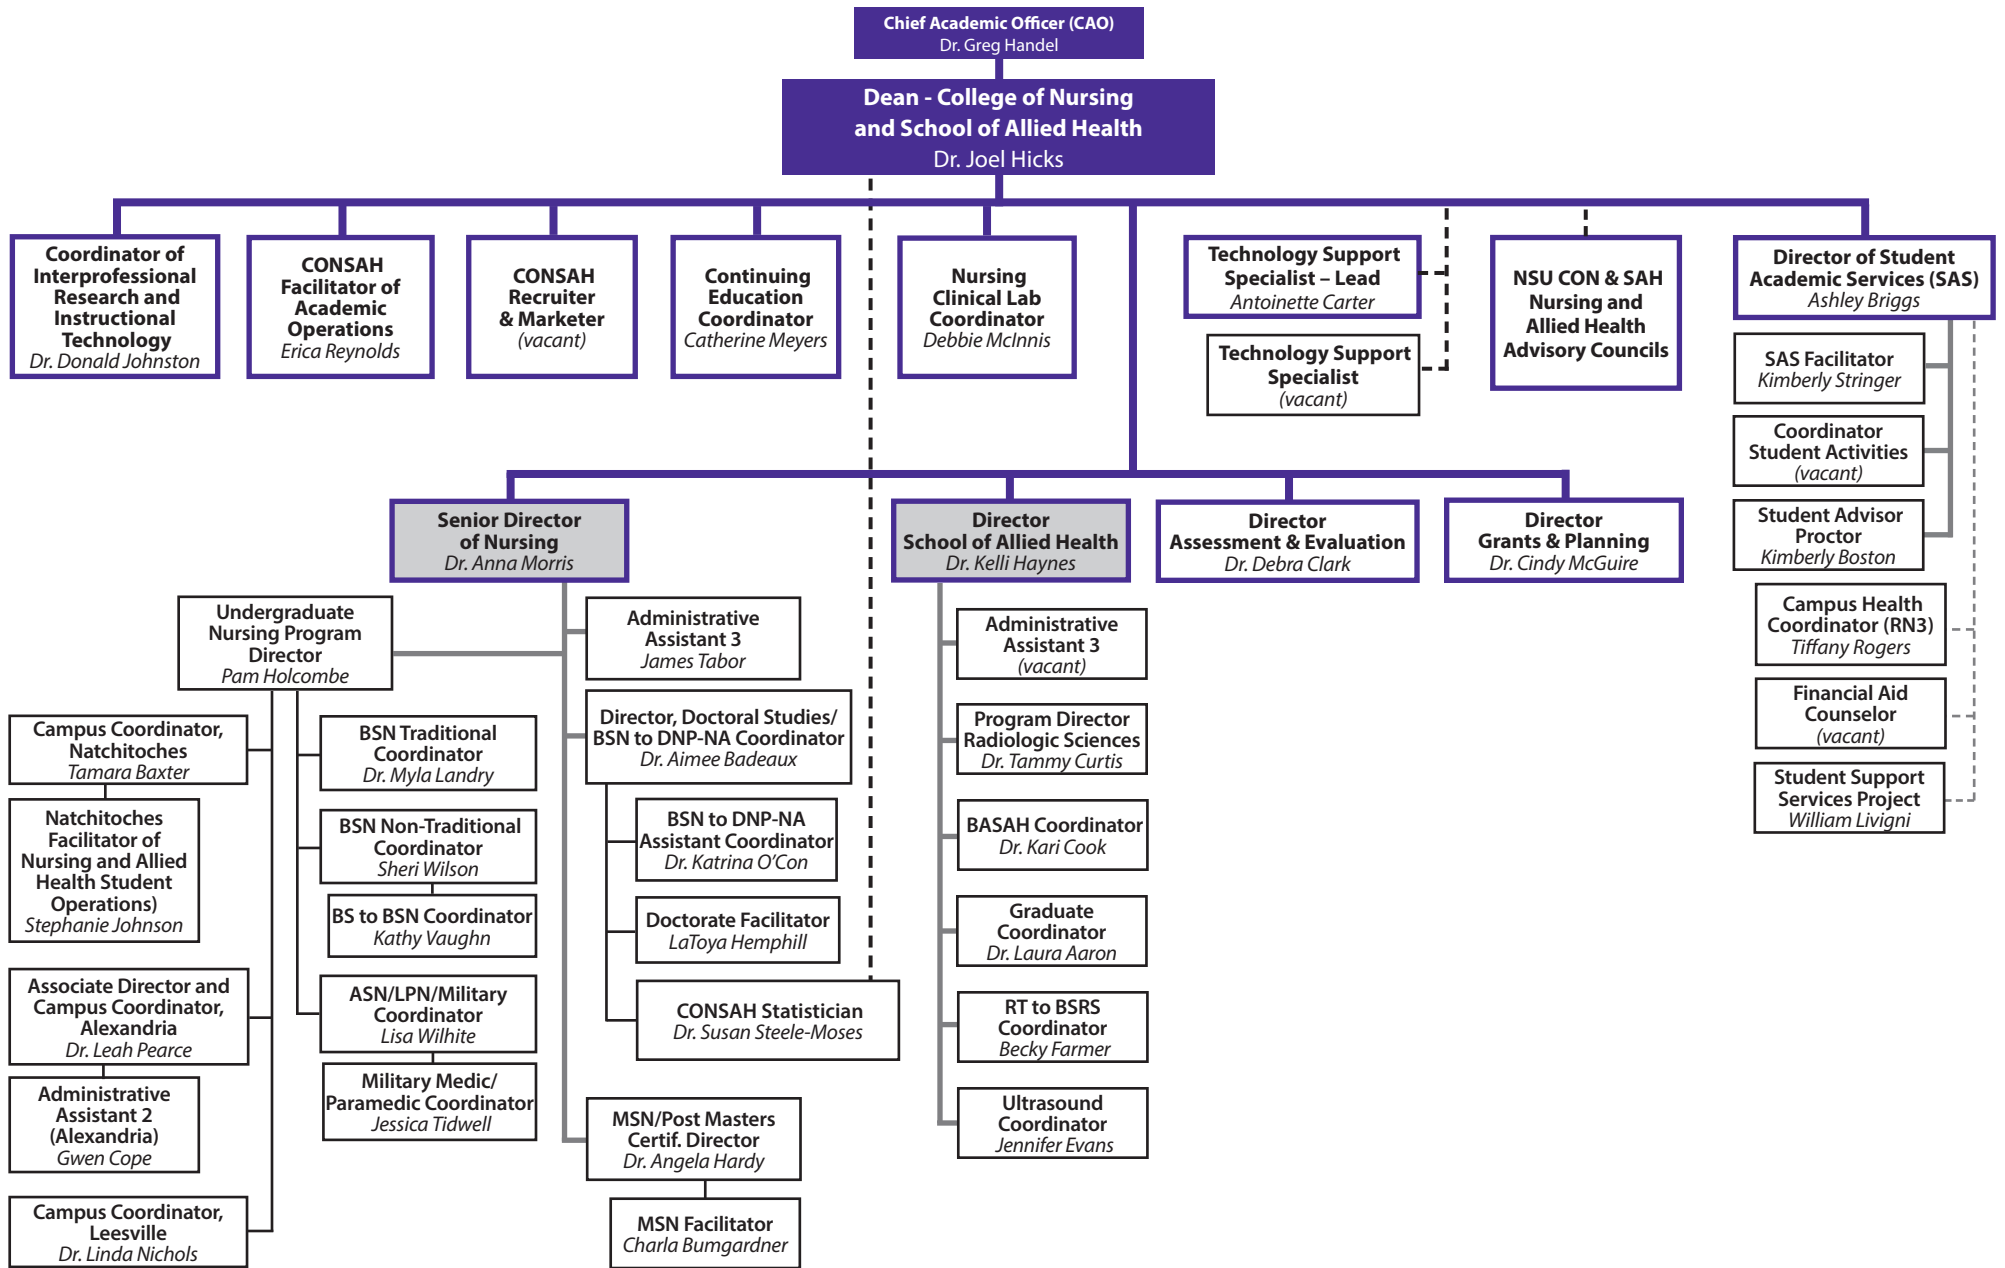 Chief Academic Officer (CAO)
Dr. Greg Handel
Dean - College of Nursing
and School of Allied Health
Dr. Joel Hicks
Coordinator of
Interprofessional
Research and
Instructional
Technology
Dr. Donald Johnston
CONSAH
Facilitator of
Academic
Operations
Erica Reynolds
CONSAH
Recruiter
& Marketer
(vacant)
Continuing
Education
Coordinator
Catherine Meyers
Nursing
Clinical Lab
Coordinator
Debbie McInnis
Technology Support
Specialist – Lead
Antoinette Carter
Technology Support
Specialist
(vacant)
NSU CON & SAH
Nursing and
Allied Health
Advisory Councils
Director of Student
Academic Services (SAS)
Ashley Briggs
SAS Facilitator
Kimberly Stringer
Coordinator
Student Activities
(vacant)
Student Advisor
Proctor
Kimberly Boston
Campus Health
Coordinator (RN3)
Tiffany Rogers
Financial Aid
Counselor
(vacant)
Student Support
Services Project
William Livigni
Senior Director
of Nursing
Dr. Anna Morris
Director
School of Allied Health
Dr. Kelli Haynes
Director
Assessment & Evaluation
Dr. Debra Clark
Director
Grants & Planning
Dr. Cindy McGuire
Undergraduate
Nursing Program
Director
Pam Holcombe
Campus Coordinator,
Natchitoches
Tamara Baxter
Natchitoches
Facilitator of
Nursing and Allied
Health Student
Operations)
Stephanie Johnson
Associate Director and
Campus Coordinator,
Alexandria
Dr. Leah Pearce
Administrative
Assistant 2
(Alexandria)
Gwen Cope
Campus Coordinator,
Leesville
Dr. Linda Nichols
BSN Traditional
Coordinator
Dr. Myla Landry
BSN Non-Traditional
Coordinator
Sheri Wilson
BS to BSN Coordinator
Kathy Vaughn
ASN/LPN/Military
Coordinator
Lisa Wilhite
Military Medic/
Paramedic Coordinator
Jessica Tidwell
Administrative
Assistant 3
James Tabor
Director, Doctoral Studies/
BSN to DNP-NA Coordinator
Dr. Aimee Badeaux
BSN to DNP-NA
Assistant Coordinator
Dr. Katrina O’Con
Doctorate Facilitator
LaToya Hemphill
CONSAH Statistician
Dr. Susan Steele-Moses
MSN/Post Masters
Certif. Director
Dr. Angela Hardy
MSN Facilitator
Charla Bumgardner
Administrative
Assistant 3
(vacant)
Program Director
Radiologic Sciences
Dr. Tammy Curtis
BASAH Coordinator
Dr. Kari Cook
Graduate
Coordinator
Dr. Laura Aaron
RT to BSRS
Coordinator
Becky Farmer
Ultrasound
Coordinator
Jennifer Evans